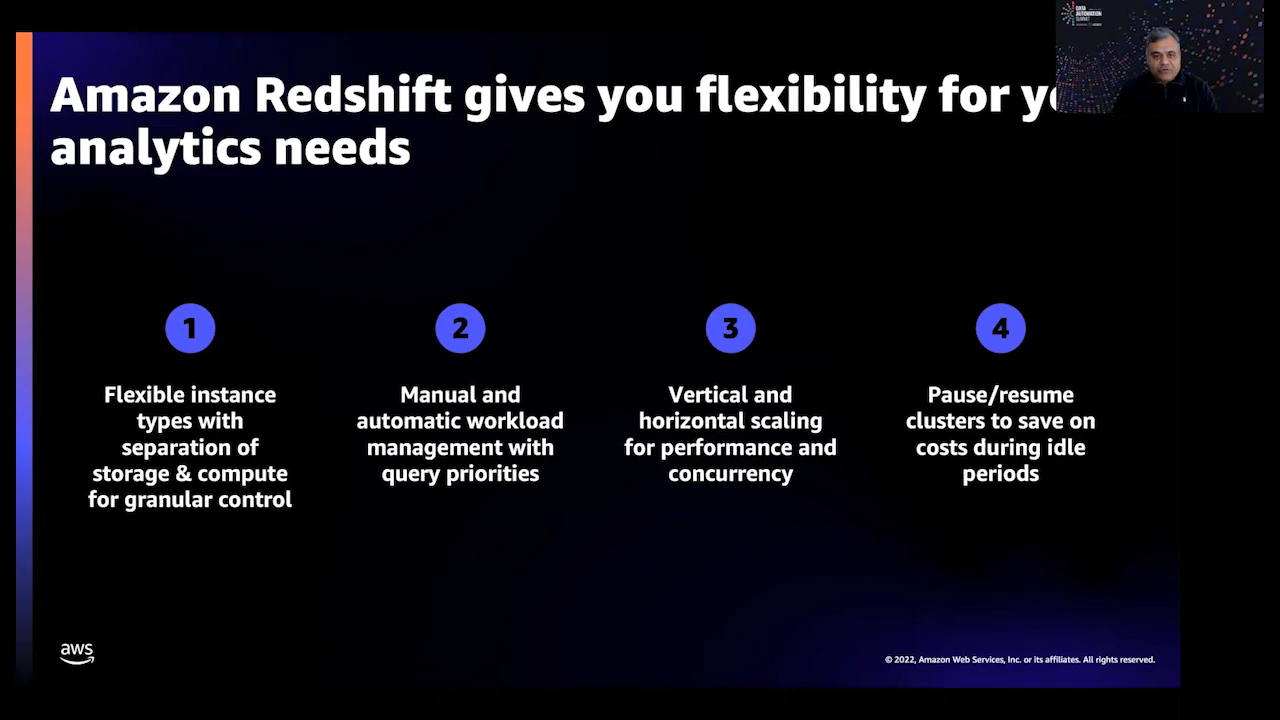 DATA
AUTOMATION
SUMMIT
Amazon Redshift gives you flexibility for
analytics needs
1
Flexible instance
types with
separation of
storage & compute
for granular control
2
Manual and
automatic workload
management with
query priorities
3
Vertical and
horizontal scaling
for performance and
concurrency
4
Pause/resume
clusters to save on
costs during idle
periods
aws
© 2022, Amazon Web Services, Inc. or its affiliates. All rights reserved.